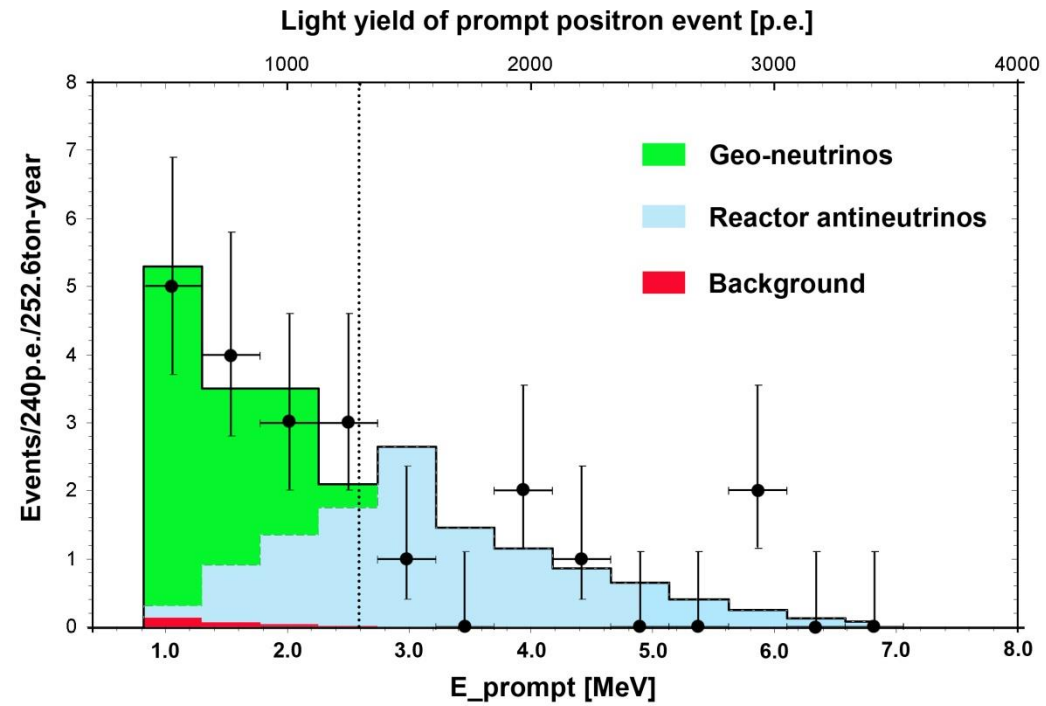 Light yield of prompt positron event [p.e.]
1000 2000 3000 4000
8
7
6
5
4
3
2
1
0
Events/240p.e./252.6ton-year
Geo-neutrinos
Reactor antineutrinos
Background
1.0 2.0 3.0 4.0 5.0 6.0 7.0 8.0
E_prompt [MeV]